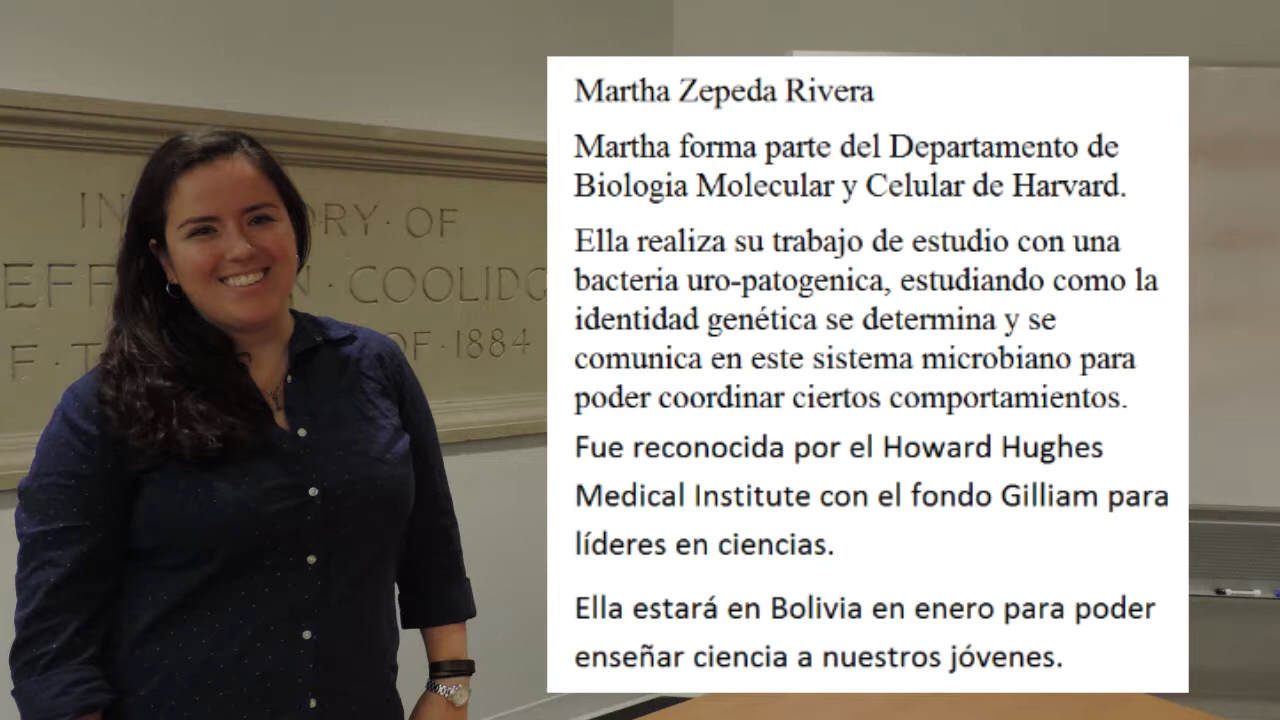 Martha Zepeda Rivera
Martha forma parte del Departamento de
Biologia Molecular y Celular de Harvard.
Ella realiza su trabajo de estudio con una
bacteria uro-patogenica, estudiando como la
identidad genética se determina y se
comunica en este sistema microbiano para
poder coordinar ciertos comportamientos.
Fue reconocida por el Howard Hughes
Medical Institute con el fondo Gilliam para
líderes en ciencias.
Ella estará en Bolivia en enero para poder
enseñar ciencia a nuestros jóvenes.
IN OF
COOLIDG
OF · 1884